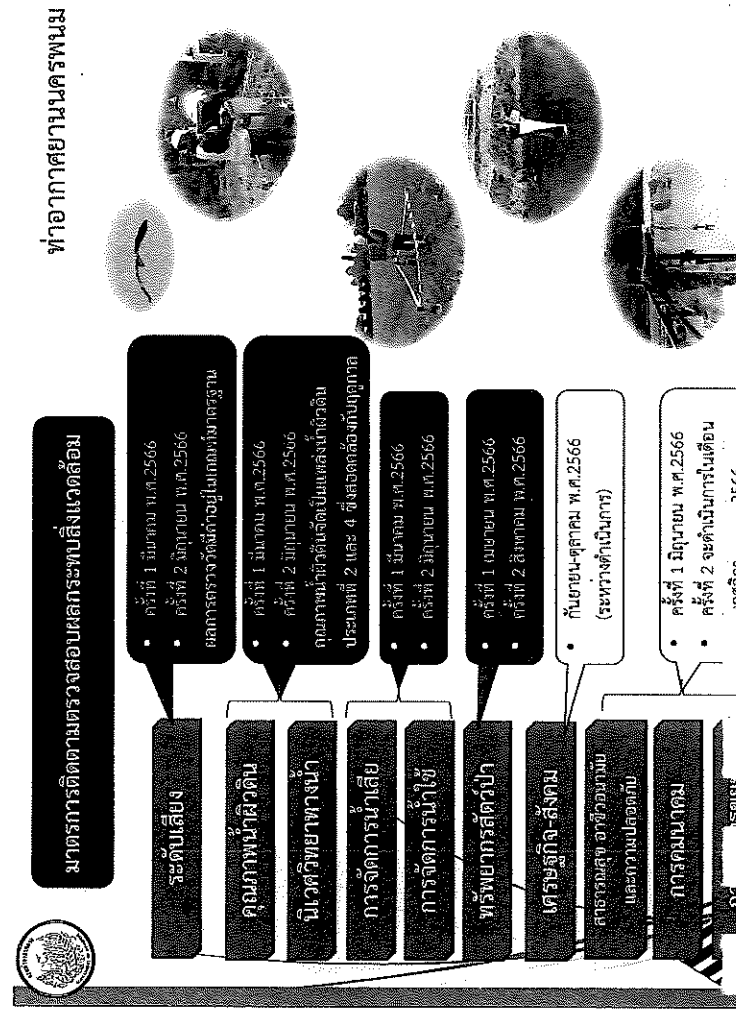 ท่าอากาศยานนครพนม
มาตรการติดตามตรวจสอบผลกระทบสิ่งแวดล้อม
ระดับเสียง
• ครั้งที่ 1 มีนาคม พ.ศ.2566
• ครั้งที่ 2 มิถุนายน พ.ศ.2566
ผลการตรวจวัดมีค่าอยู่ในเกณฑ์มาตรฐาน
คุณภาพน้ำผิวดิน
นิเวศวิทยาทางน้ำ
• ครั้งที่ 1 มีนาคม พ.ศ.2566
• ครั้งที่ 2 มิถุนายน พ.ศ.2566
คุณภาพน้ำผิวดินจัดเป็นแหล่งน้ำผิวดิน
ประเภทที่ 2 และ 4 ซึ่งสอดคล้องกับฤดูกาล
การจัดการน้ำเสีย
การจัดการน้ำใช้
• ครั้งที่ 1 มีนาคม พ.ศ.2566
• ครั้งที่ 2 มิถุนายน พ.ศ.2566
ทรัพยากรสัตว์ป่า
• ครั้งที่ 1 เมษายน พ.ศ.2566
• ครั้งที่ 2 สิงหาคม พ.ศ.2566
เศรษฐกิจ-สังคม
• กันยายน-ตุลาคม พ.ศ.2566
(ระหว่างดำเนินการ)
สาธารณสุข อาชีวอนามัย
และความปลอดภัย
การคมนาคม
• ครั้งที่ 1 มิถุนายน พ.ศ.2566
• ครั้งที่ 2 จะดำเนินการในเดือน